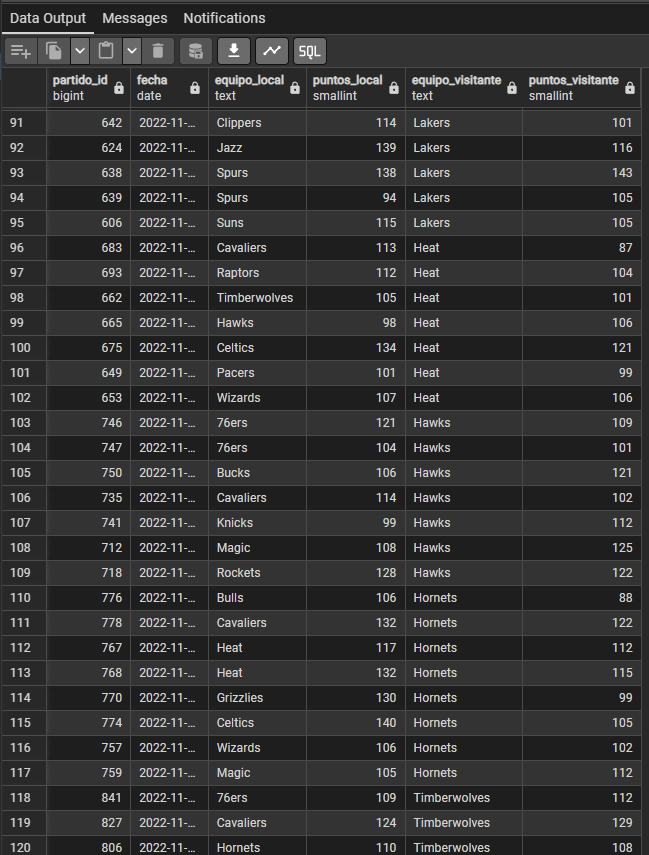 Data Output Messages Notifications
SQL
partido_id fecha equipo_local puntos_local equipo_visitante puntos_visitante
bigint date text smallint text smallint
91 642 2022-11-... Clippers 114 Lakers 101
92 624 2022-11-... Jazz 139 Lakers 116
93 638 2022-11-... Spurs 138 Lakers 143
94 639 2022-11-... Spurs 94 Lakers 105
95 606 2022-11-... Suns 115 Lakers 105
96 683 2022-11-... Cavaliers 113 Heat 87
97 693 2022-11-... Raptors 112 Heat 104
98 662 2022-11-... Timberwolves 105 Heat 101
99 665 2022-11-... Hawks 98 Heat 106
100 675 2022-11-... Celtics 134 Heat 121
101 649 2022-11-... Pacers 101 Heat 99
102 653 2022-11-... Wizards 107 Heat 106
103 746 2022-11-... 76ers 121 Hawks 109
104 747 2022-11-... 76ers 104 Hawks 101
105 750 2022-11-... Bucks 106 Hawks 121
106 735 2022-11-... Cavaliers 114 Hawks 102
107 741 2022-11-... Knicks 99 Hawks 112
108 712 2022-11-... Magic 108 Hawks 125
109 718 2022-11-... Rockets 128 Hawks 122
110 776 2022-11-... Bulls 106 Hornets 88
111 778 2022-11-... Cavaliers 132 Hornets 122
112 767 2022-11-... Heat 117 Hornets 112
113 768 2022-11-... Heat 132 Hornets 115
114 770 2022-11-... Grizzlies 130 Hornets 99
115 774 2022-11-... Celtics 140 Hornets 105
116 757 2022-11-... Wizards 106 Hornets 102
117 759 2022-11-... Magic 105 Hornets 112
118 841 2022-11-... 76ers 109 Timberwolves 112
119 827 2022-11-... Cavaliers 124 Timberwolves 129
120 806 2022-11-... Hornets 110 Timberwolves 108